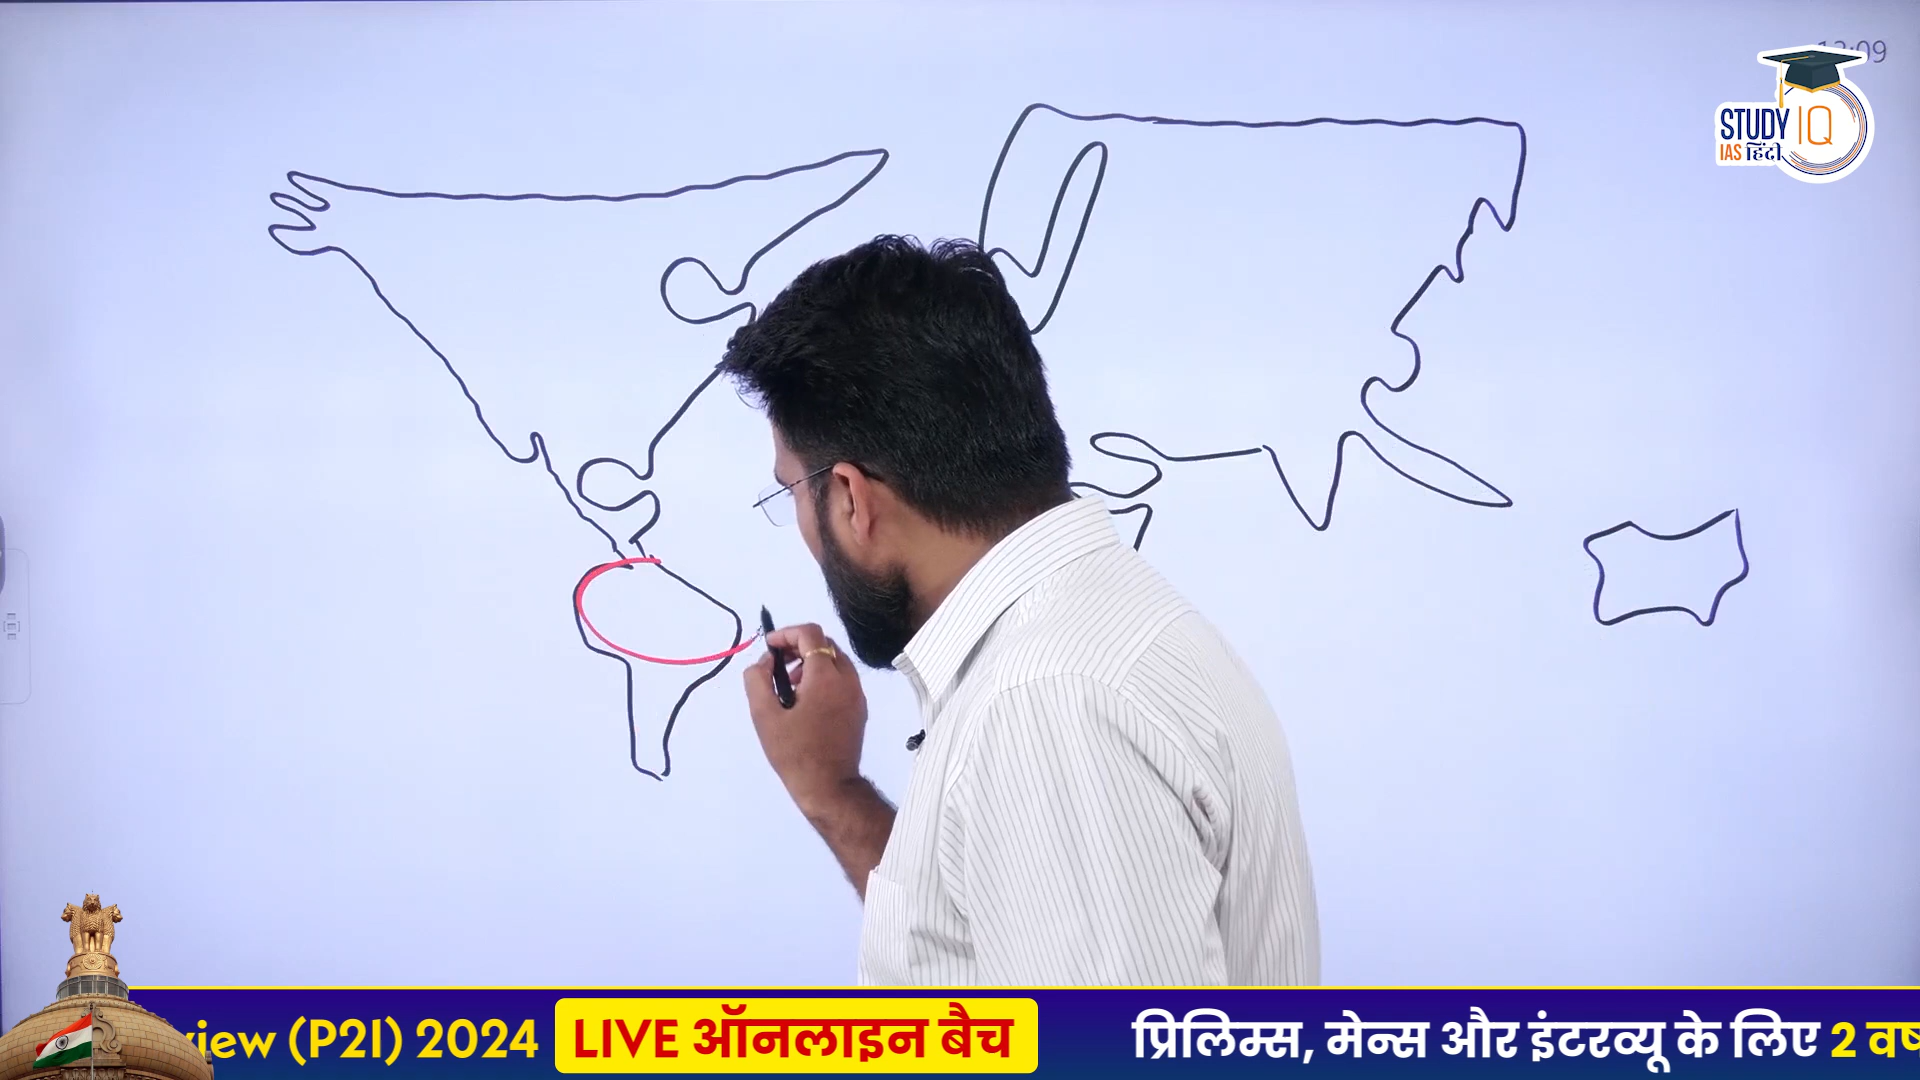 STUDY IQ
IAS हिंदी
view (P2I) 2024 LIVE ऑनलाइन बैच प्रिलिम्स, मेन्स और इंटरव्यू के लिए 2